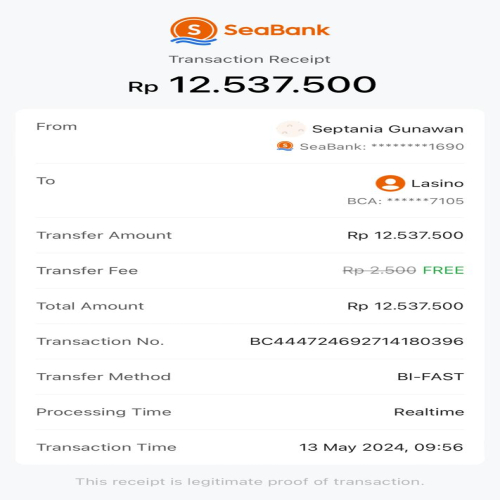 SeaBank
Transaction Receipt
Rp 12.537.500
From
Septania Gunawan
SeaBank: ********1690
To
Lasino
BCA: ******7105
Transfer Amount Rp 12.537.500
Transfer Fee Rp 2.500 FREE
Total Amount Rp 12.537.500
Transaction No. BC444724692714180396
Transfer Method BI-FAST
Processing Time Realtime
Transaction Time 13 May 2024, 09:56
This receipt is legitimate proof of transaction.